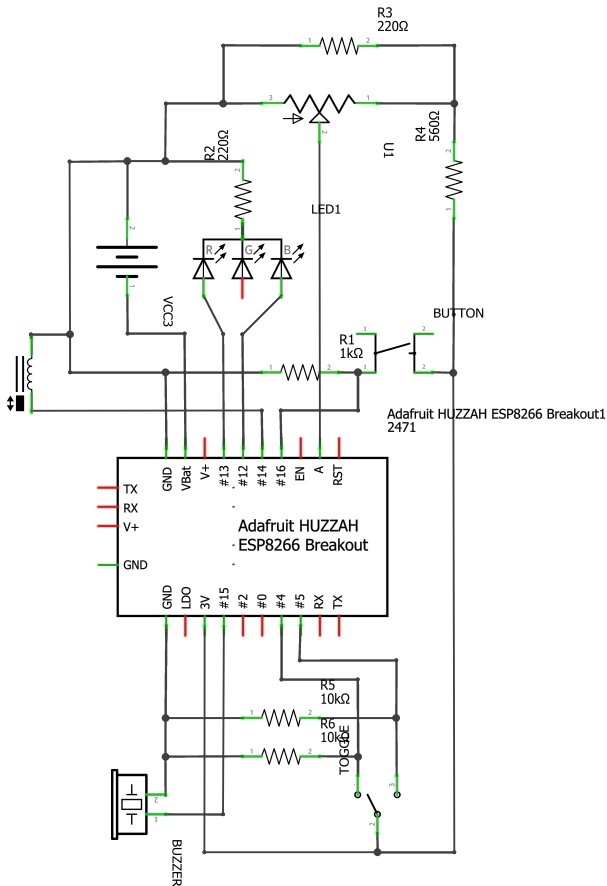 R3
220Ω
1
2
3
1
2
R4
560Ω
U1
R2
220Ω
2
1
2
1
LED1
R
G
B
2
1
VCC3
BUTTON
1
2
R1
1kΩ
1
2
1
2
Adafruit HUZZAH ESP8266 Breakout1
2471
GND
VBat
V+
#13
#12
#14
#16
EN
A
RST
TX
RX
V+
GND
Adafruit HUZZAH
ESP8266 Breakout
GND
LDO
3V
#15
#2
#0
#4
#5
RX
TX
R5
10kΩ
1
2
R6
10kΩ
1
2
TOGGLE
1
3
2
2
1
BUZZER